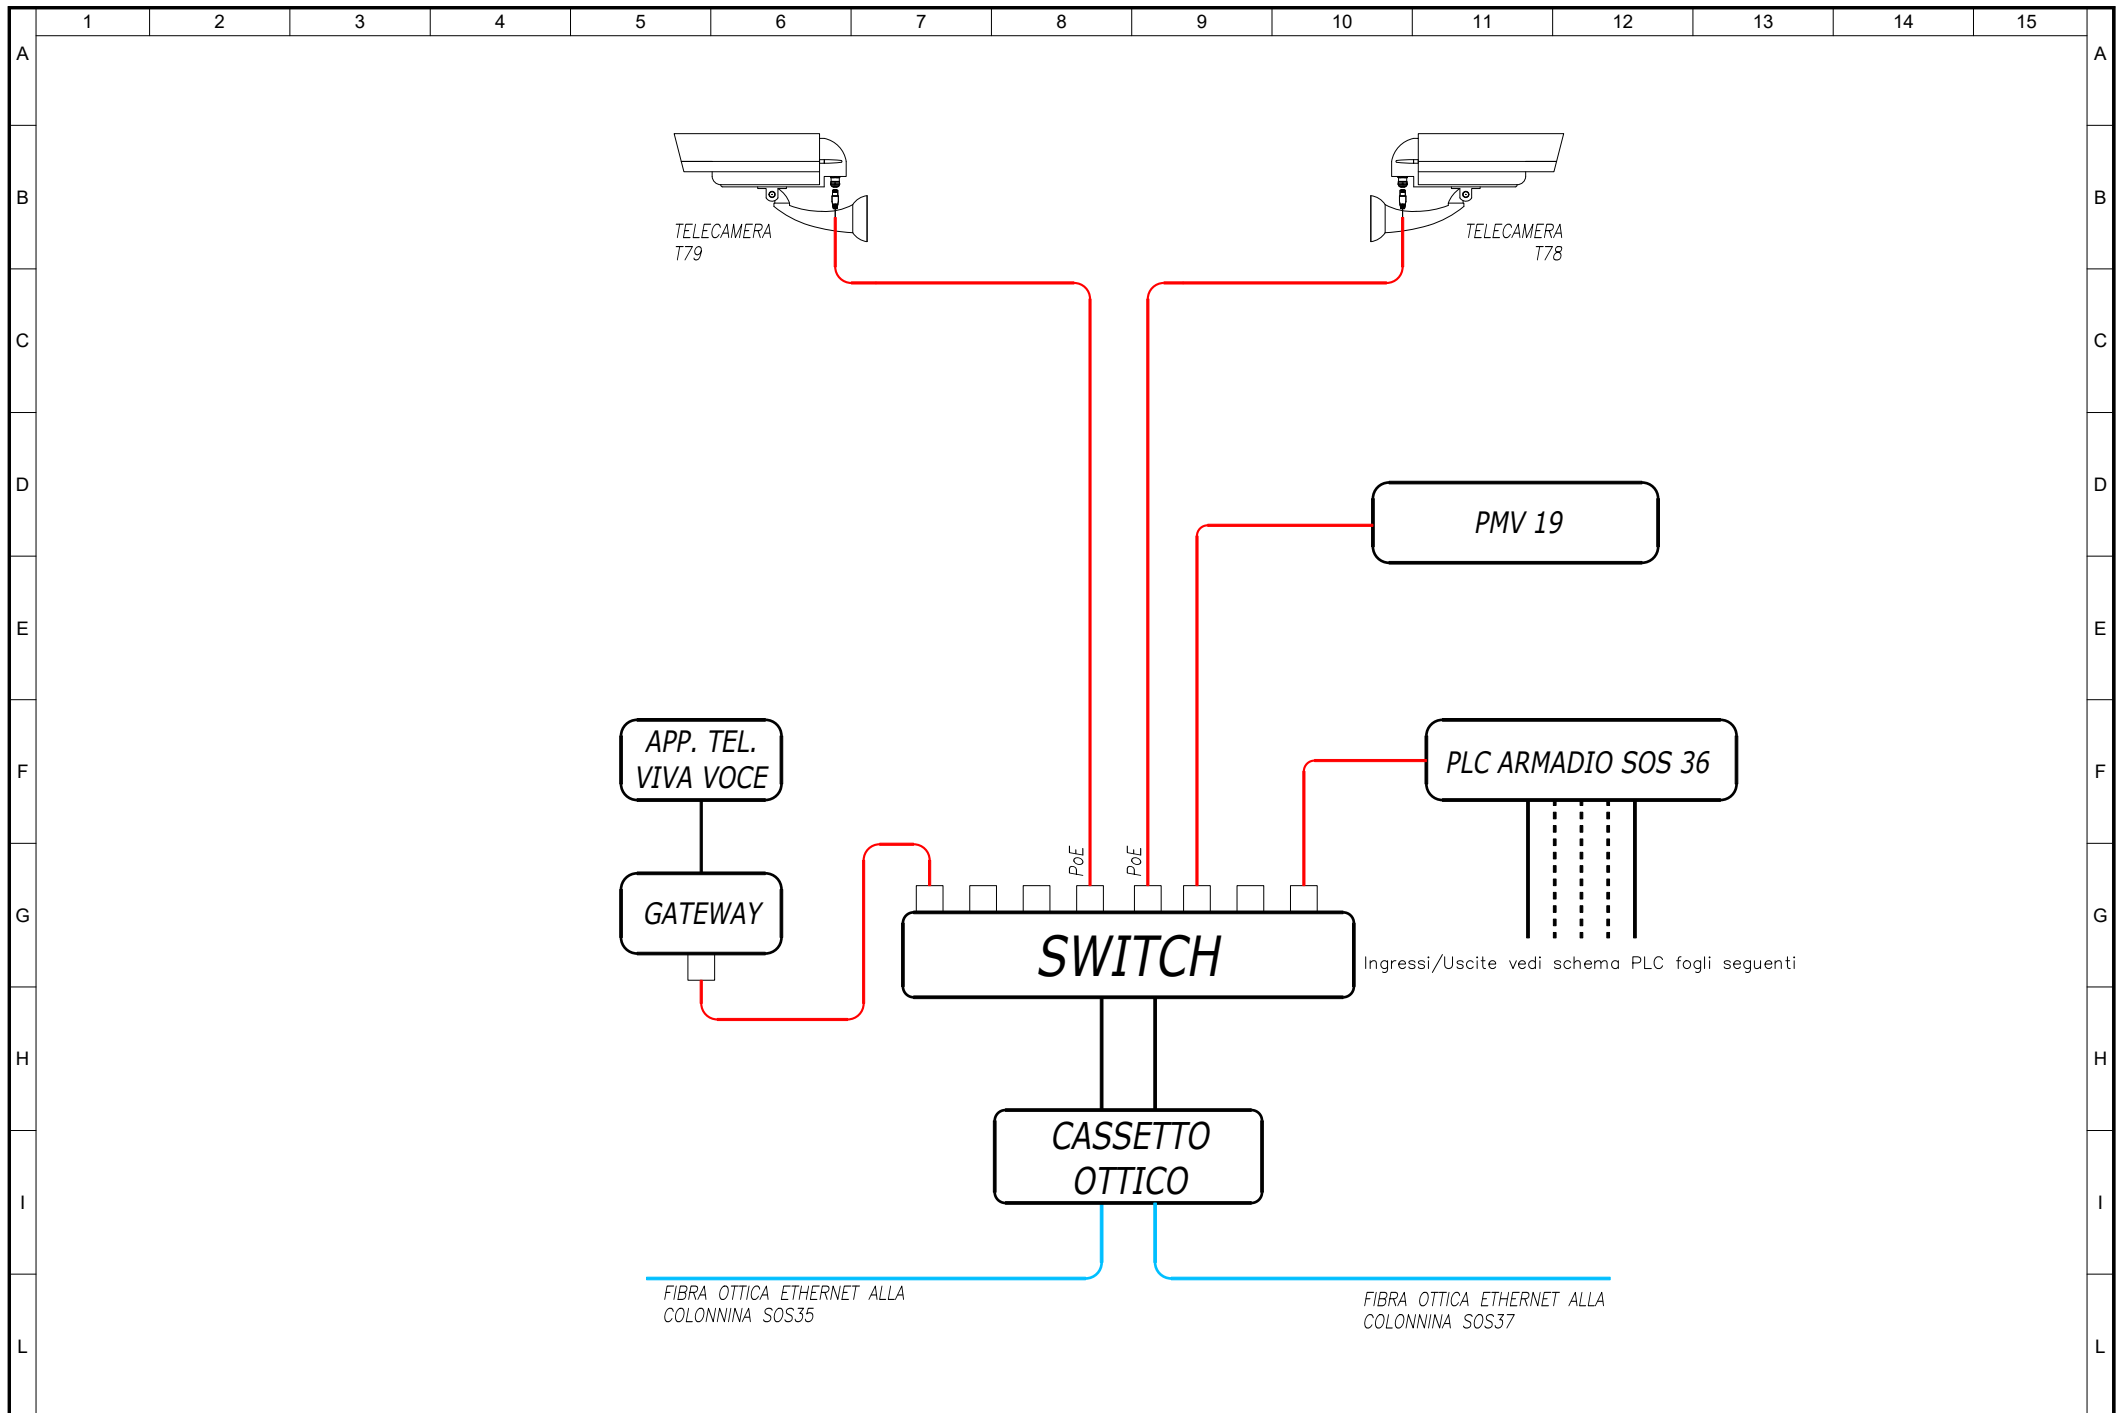 1 2 3 4 5 6 7 8 9 10 11 12 13 14 15
A A
B B
TELECAMERA
T79
TELECAMERA
T78
C C
D D
PMV 19
E E
APP. TEL.
VIVA VOCE
PLC ARMADIO SOS 36
F F
PoE
PoE
GATEWAY
G G
SWITCH
Ingressi/Uscite vedi schema PLC fogli seguenti
H H
CASSETTO
OTTICO
I I
FIBRA OTTICA ETHERNET ALLA
COLONNINA SOS35
FIBRA OTTICA ETHERNET ALLA
COLONNINA SOS37
L L